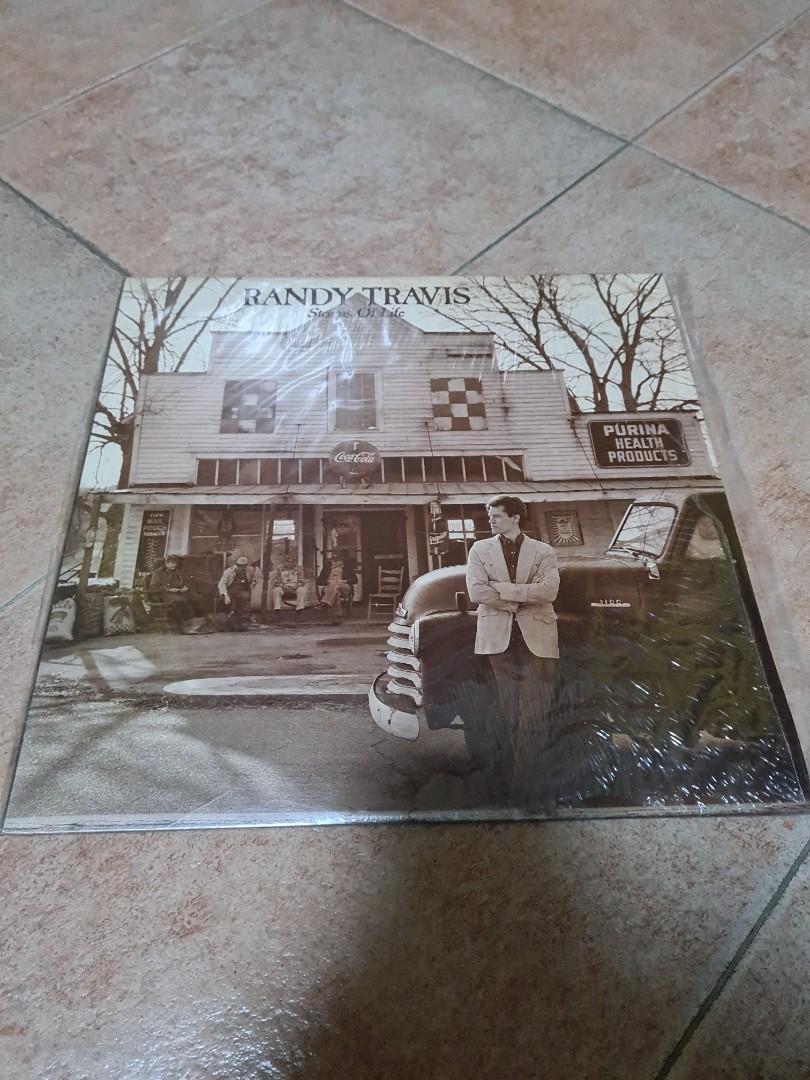 RANDY TRAVIS
Storms Of Life
Coca-Cola
PURINA
HEALTH
PRODUCTS
MAIL
POUCH
TOBACCO